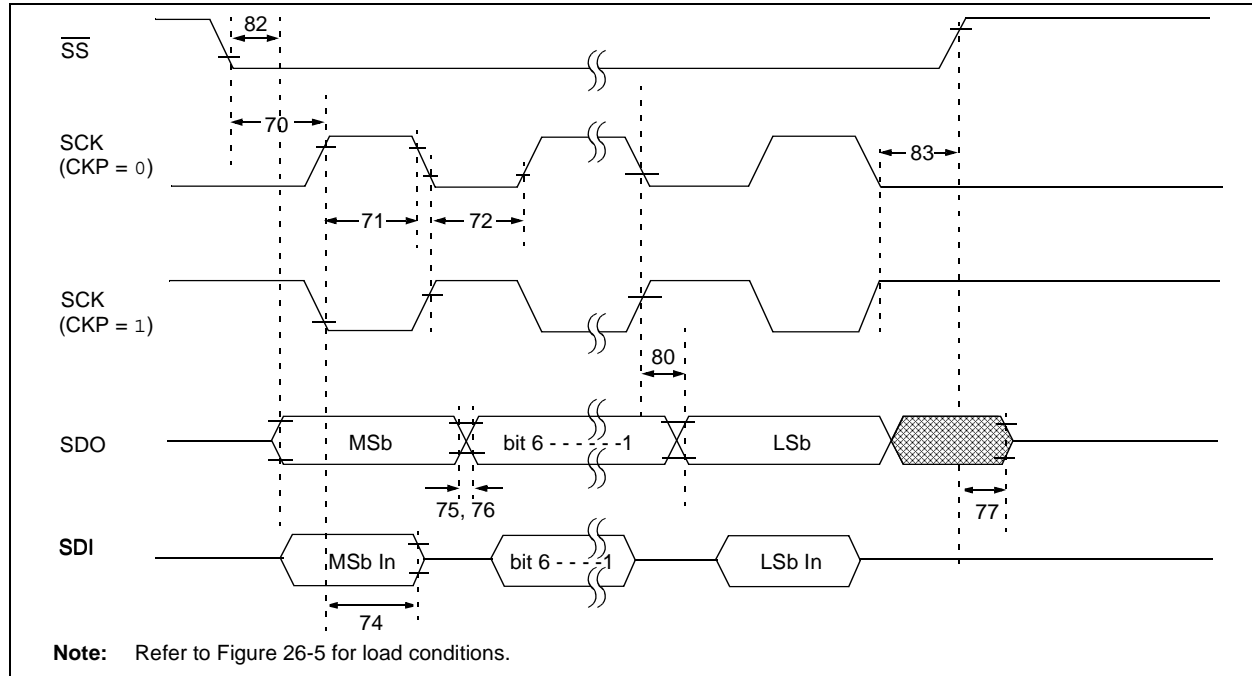 82
SS
70
SCK
(CKP = 0)
83
71
72
SCK
(CKP = 1)
80
SDO
MSb
bit 6 - - - - - -1
LSb
75, 76
77
SDI
MSb In
bit 6 - - - -1
LSb In
74
Note: Refer to Figure 26-5 for load conditions.